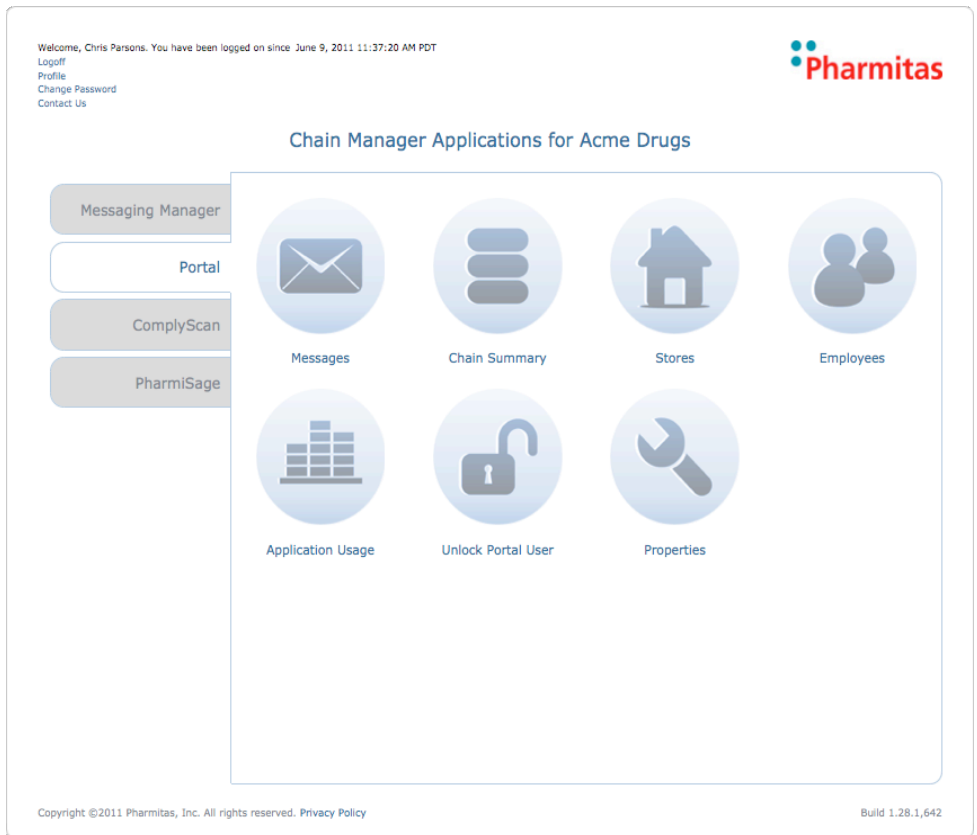 Welcome, Chris Parsons. You have been logged on since June 9, 2011 11:37:20 AM PDT
Logoff
Profile
Change Password
Contact Us
Pharmitas
Chain Manager Applications for Acme Drugs
Messaging Manager
Portal
ComplyScan
PharmiSage
Messages
Chain Summary
Stores
Employees
Application Usage
Unlock Portal User
Properties
Copyright ©2011 Pharmitas, Inc. All rights reserved. Privacy Policy
Build 1.28.1,642